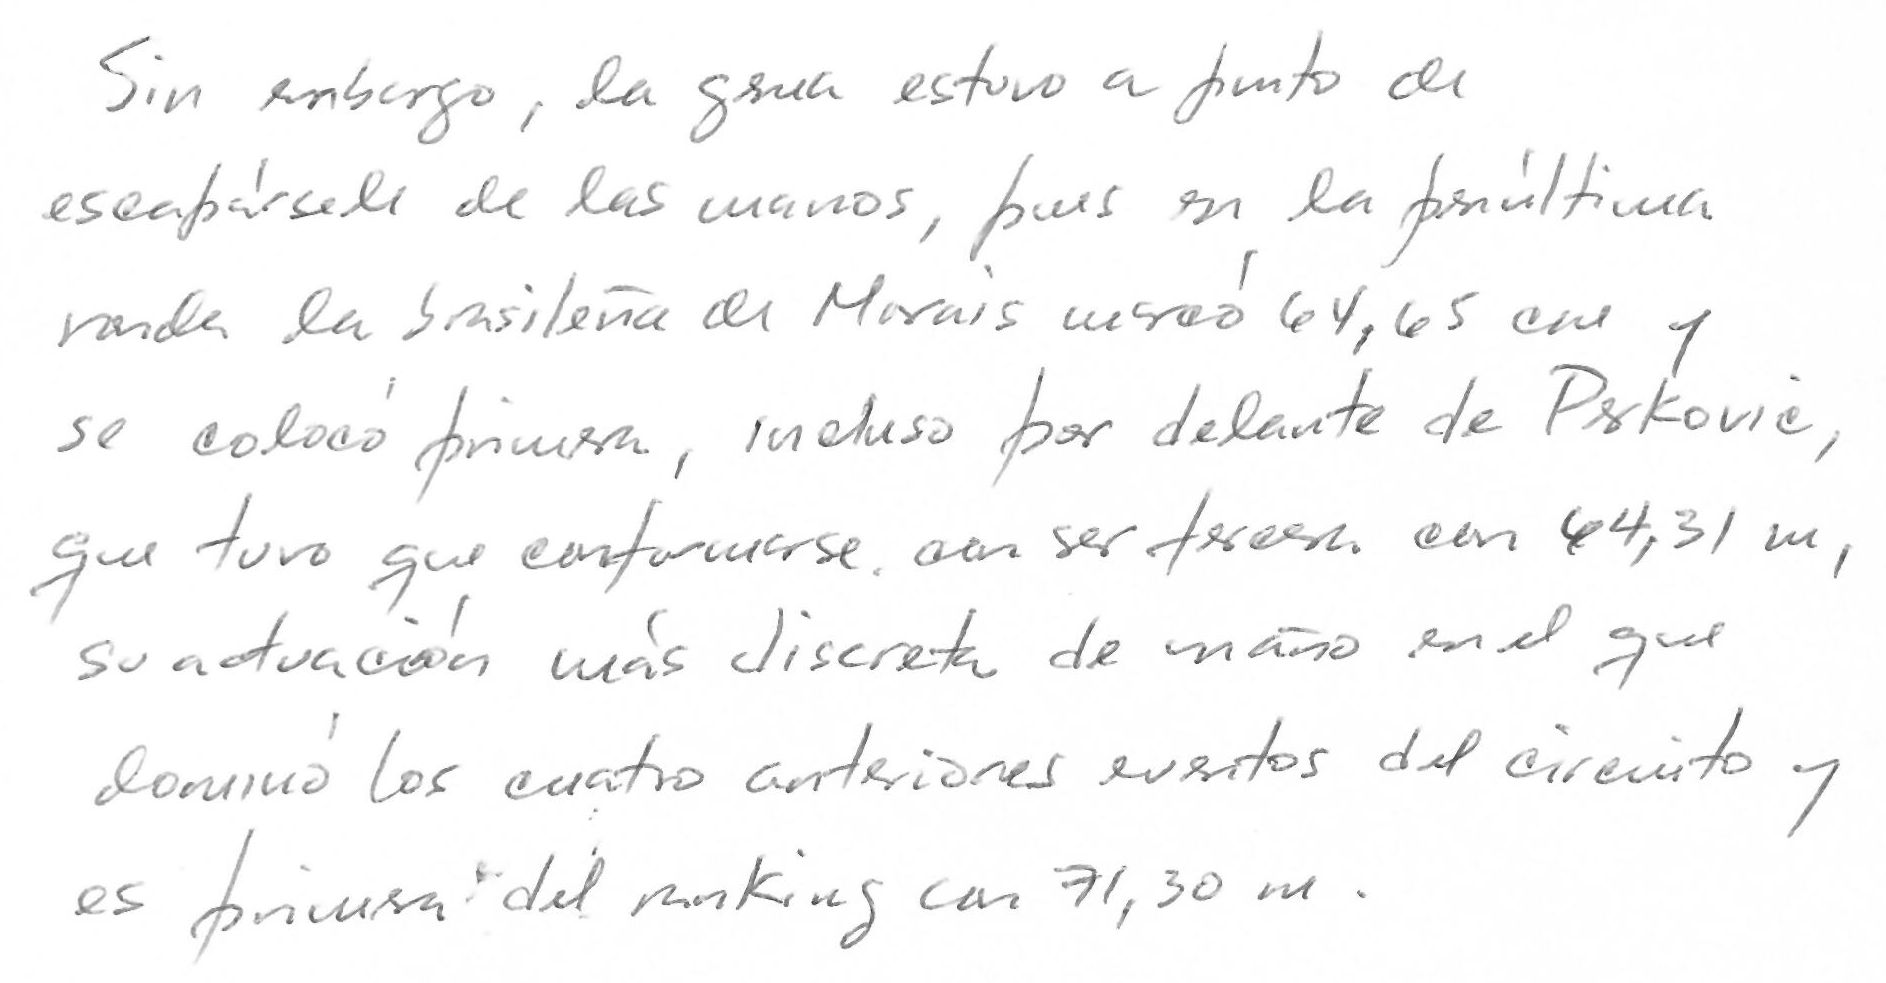 Sin embargo, la gema estuvo a punto de
escapársele de las manos, pues en la penúltima
ronda la brasileña de Morais marcó 64,65 cm y
se colocó primera, incluso por delante de Perkovic,
que tuvo que conformarse con ser tercera con 64,31 m,
su actuación más discreta de un año en el que
dominó los cuatro anteriores eventos del circuito y
es primera del ranking con 71,30 m.